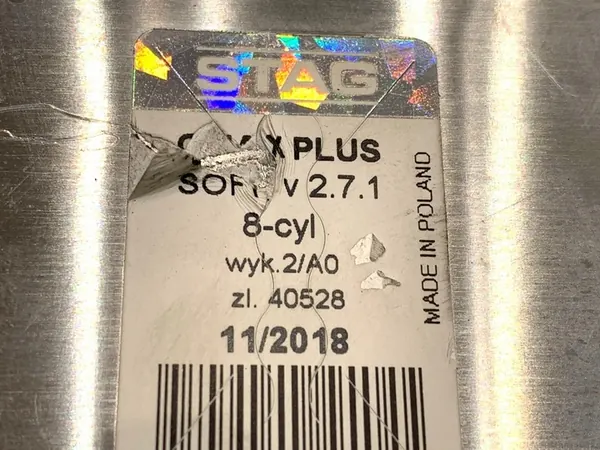 STAG
PLUS
v 2.7.1
8-cyl
wyk.2/A0
zl. 40528
11/2018
MADE IN POLAND